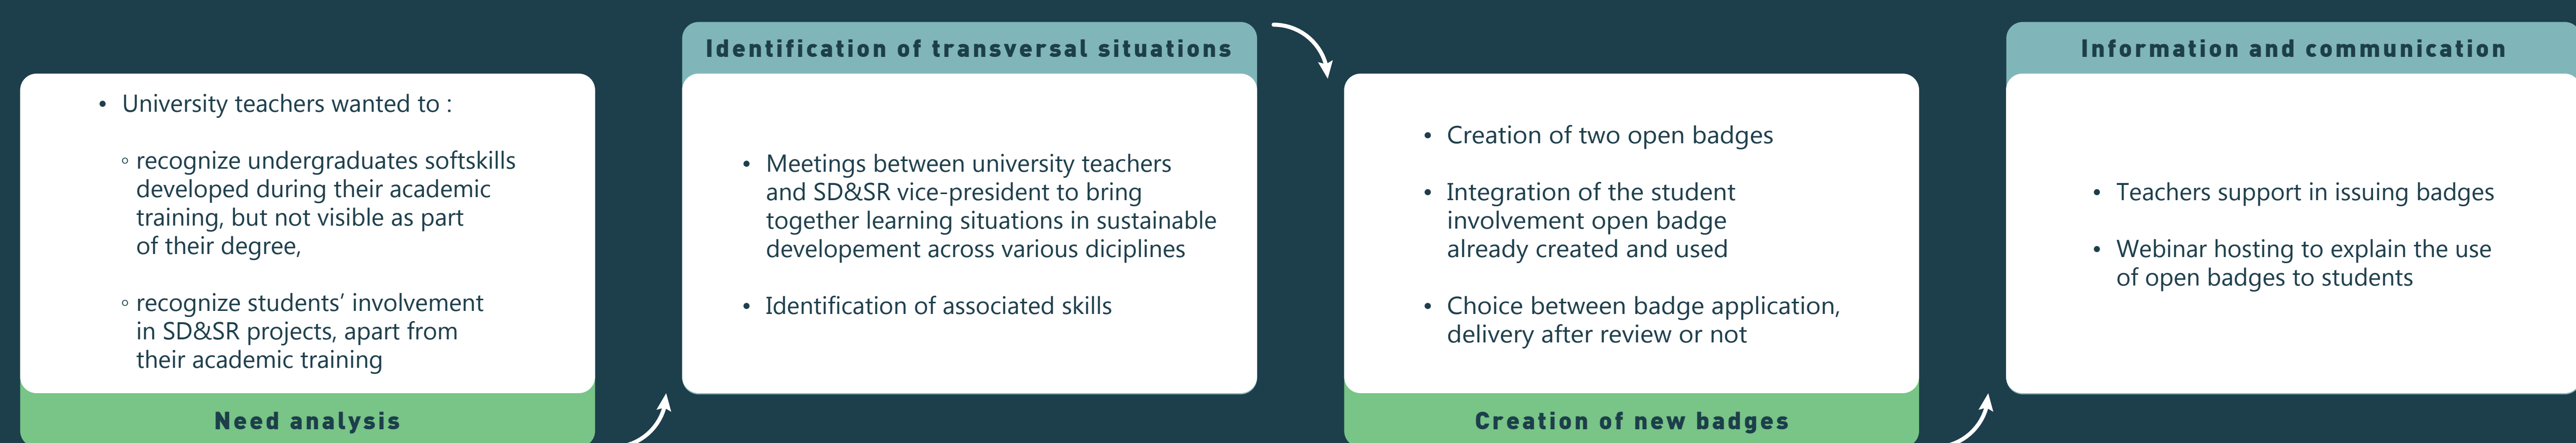 • University teachers wanted to :
◦ recognize undergraduates softskills
developed during their academic
training, but not visible as part
of their degree,
◦ recognize students’ involvement
in SD&SR projects, apart from
their academic training
Need analysis
Identification of transversal situations
• Meetings between university teachers
and SD&SR vice-president to bring
together learning situations in sustainable
developement across various diciplines
• Identification of associated skills
• Creation of two open badges
• Integration of the student
involvement open badge
already created and used
• Choice between badge application,
delivery after review or not
Creation of new badges
Information and communication
• Teachers support in issuing badges
• Webinar hosting to explain the use
of open badges to students